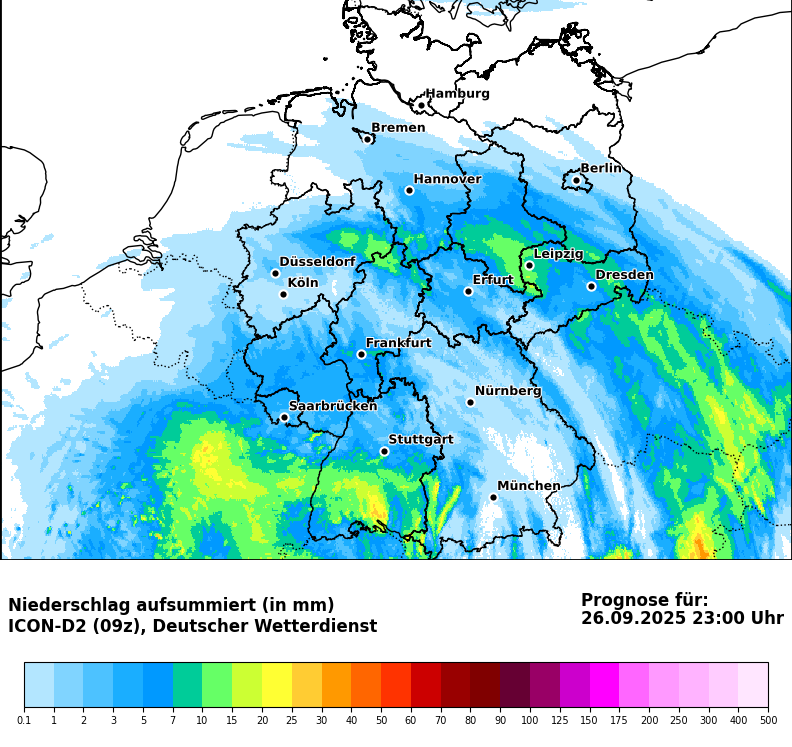 Hamburg
Bremen
Berlin
Hannover
Leipzig
Düsseldorf
Dresden
Köln
Erfurt
Frankfurt
Nürnberg
Saarbrücken
Stuttgart
München
Niederschlag aufsummiert (in mm)
ICON-D2 (09z), Deutscher Wetterdienst
Prognose für:
26.09.2025 23:00 Uhr
0.1 1 2 3 5 7 10 15 20 25 30 40 50 60 70 80 90 100 125 150 175 200 250 300 400 500